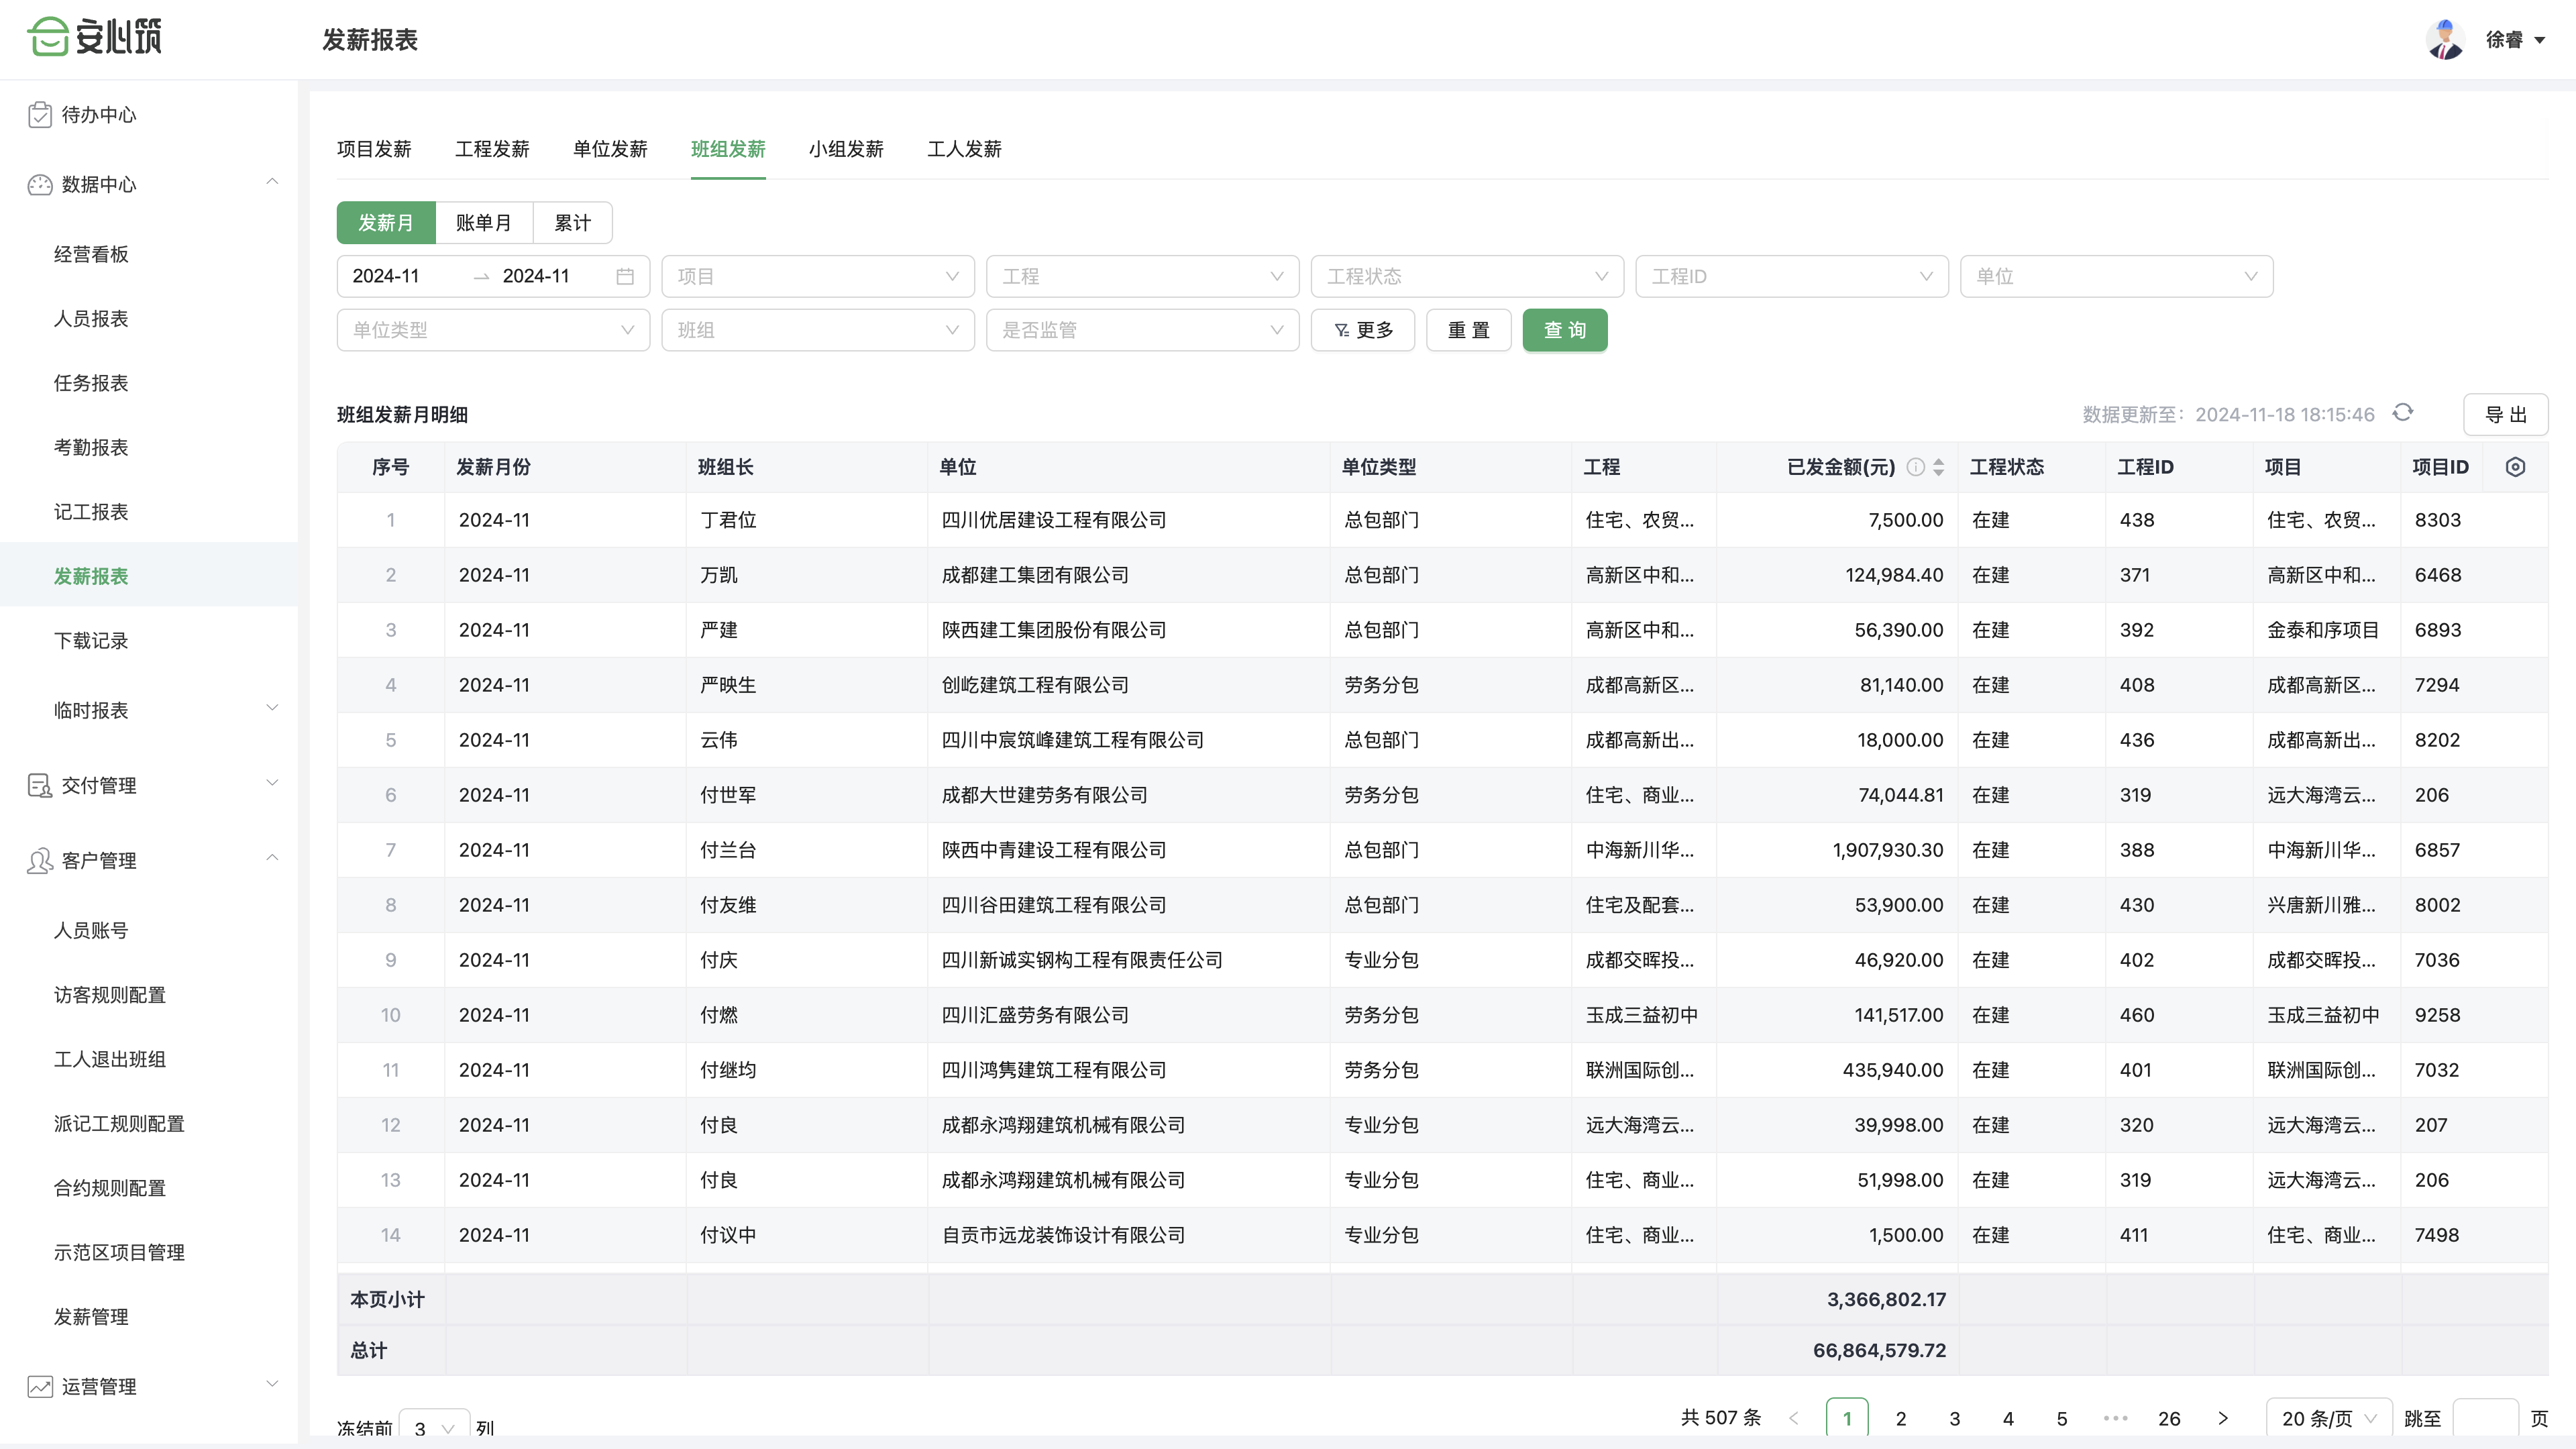 安心筑
发薪报表
徐睿
待办中心
数据中心
经营看板
人员报表
任务报表
考勤报表
记工报表
发薪报表
下载记录
临时报表
交付管理
客户管理
人员账号
访客规则配置
工人退出班组
派记工规则配置
合约规则配置
示范区项目管理
发薪管理
运营管理
项目发薪 工程发薪 单位发薪 班组发薪 小组发薪 工人发薪
发薪月 账单月 累计
2024-11 → 2024-11 项目 工程 工程状态 工程ID 单位
单位类型 班组 是否监管 更多 重置 查询
班组发薪月明细 数据更新至：2024-11-18 18:15:46 导出
序号 发薪月份 班组长 单位 单位类型 工程 已发金额(元) 工程状态 工程ID 项目 项目ID
1 2024-11 丁君位 四川优居建设工程有限公司 总包部门 住宅、农贸... 7,500.00 在建 438 住宅、农贸... 8303
2 2024-11 万凯 成都建工集团有限公司 总包部门 高新区中和... 124,984.40 在建 371 高新区中和... 6468
3 2024-11 严建 陕西建工集团股份有限公司 总包部门 高新区中和... 56,390.00 在建 392 金泰和序项目 6893
4 2024-11 严映生 创屹建筑工程有限公司 劳务分包 成都高新区... 81,140.00 在建 408 成都高新区... 7294
5 2024-11 云伟 四川中宸筑峰建筑工程有限公司 总包部门 成都高新出... 18,000.00 在建 436 成都高新出... 8202
6 2024-11 付世军 成都大世建劳务有限公司 劳务分包 住宅、商业... 74,044.81 在建 319 远大海湾云... 206
7 2024-11 付兰台 陕西中青建设工程有限公司 总包部门 中海新川华... 1,907,930.30 在建 388 中海新川华... 6857
8 2024-11 付友维 四川谷田建筑工程有限公司 总包部门 住宅及配套... 53,900.00 在建 430 兴唐新川雅... 8002
9 2024-11 付庆 四川新诚实钢构工程有限责任公司 专业分包 成都交晖投... 46,920.00 在建 402 成都交晖投... 7036
10 2024-11 付燃 四川汇盛劳务有限公司 劳务分包 玉成三益初中 141,517.00 在建 460 玉成三益初中 9258
11 2024-11 付继均 四川鸿隽建筑工程有限公司 劳务分包 联洲国际创... 435,940.00 在建 401 联洲国际创... 7032
12 2024-11 付良 成都永鸿翔建筑机械有限公司 专业分包 远大海湾云... 39,998.00 在建 320 远大海湾云... 207
13 2024-11 付良 成都永鸿翔建筑机械有限公司 专业分包 住宅、商业... 51,998.00 在建 319 远大海湾云... 206
14 2024-11 付议中 自贡市远龙装饰设计有限公司 专业分包 住宅、商业... 1,500.00 在建 411 住宅、商业... 7498
本页小计 3,366,802.17
总计 66,864,579.72
冻结前 3 列 共 507 条 < 1 2 3 4 5 ••• 26 > 20 条/页 跳至 页